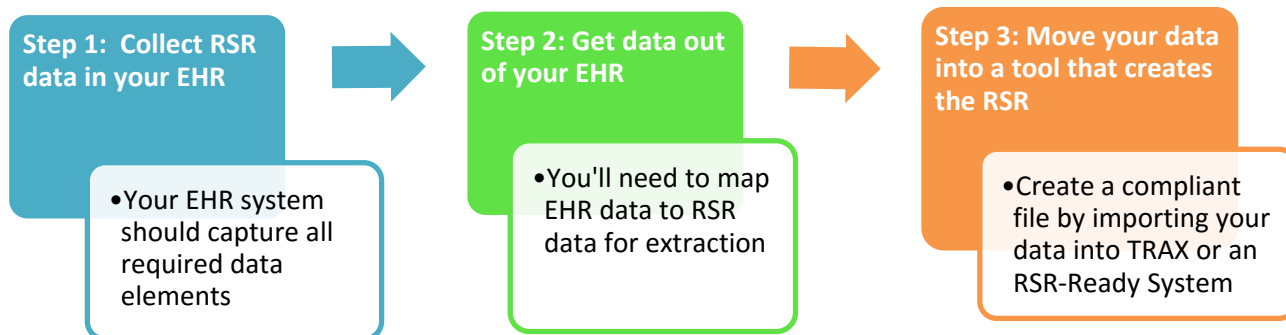 Step 1:  Collect RSR
data in your EHR
•Your EHR system
should capture all
required data
elements
Step 2: Get data out
of your EHR
•You'll need to map
EHR data to RSR
data for extraction
Step 3: Move your data
into a tool that creates
the RSR
•Create a compliant
file by importing your
data into TRAX or an
RSR-Ready System